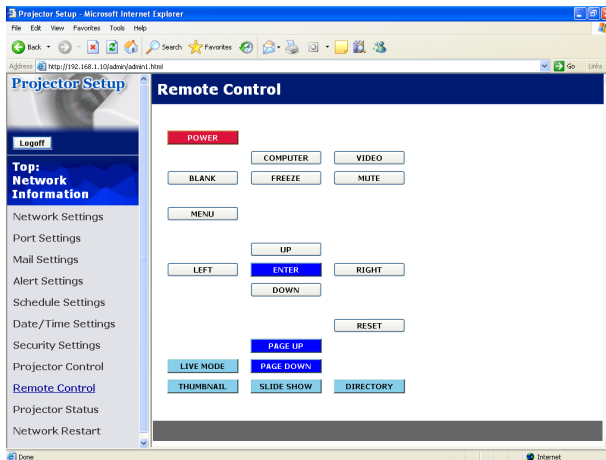 Projector Setup - Microsoft Internet Explorer
File Edit View Favorites Tools Help
Back Search Favorites
Address http://192.168.1.10/admin/admin1.html Go Links
Projector Setup
Logoff
Top:
Network
Information
Network Settings
Port Settings
Mail Settings
Alert Settings
Schedule Settings
Date/Time Settings
Security Settings
Projector Control
Remote Control
Projector Status
Network Restart
Remote Control
POWER
COMPUTER VIDEO
BLANK FREEZE MUTE
MENU
UP
LEFT ENTER RIGHT
DOWN
RESET
PAGE UP
LIVE MODE PAGE DOWN
THUMBNAIL SLIDE SHOW DIRECTORY
Done Internet